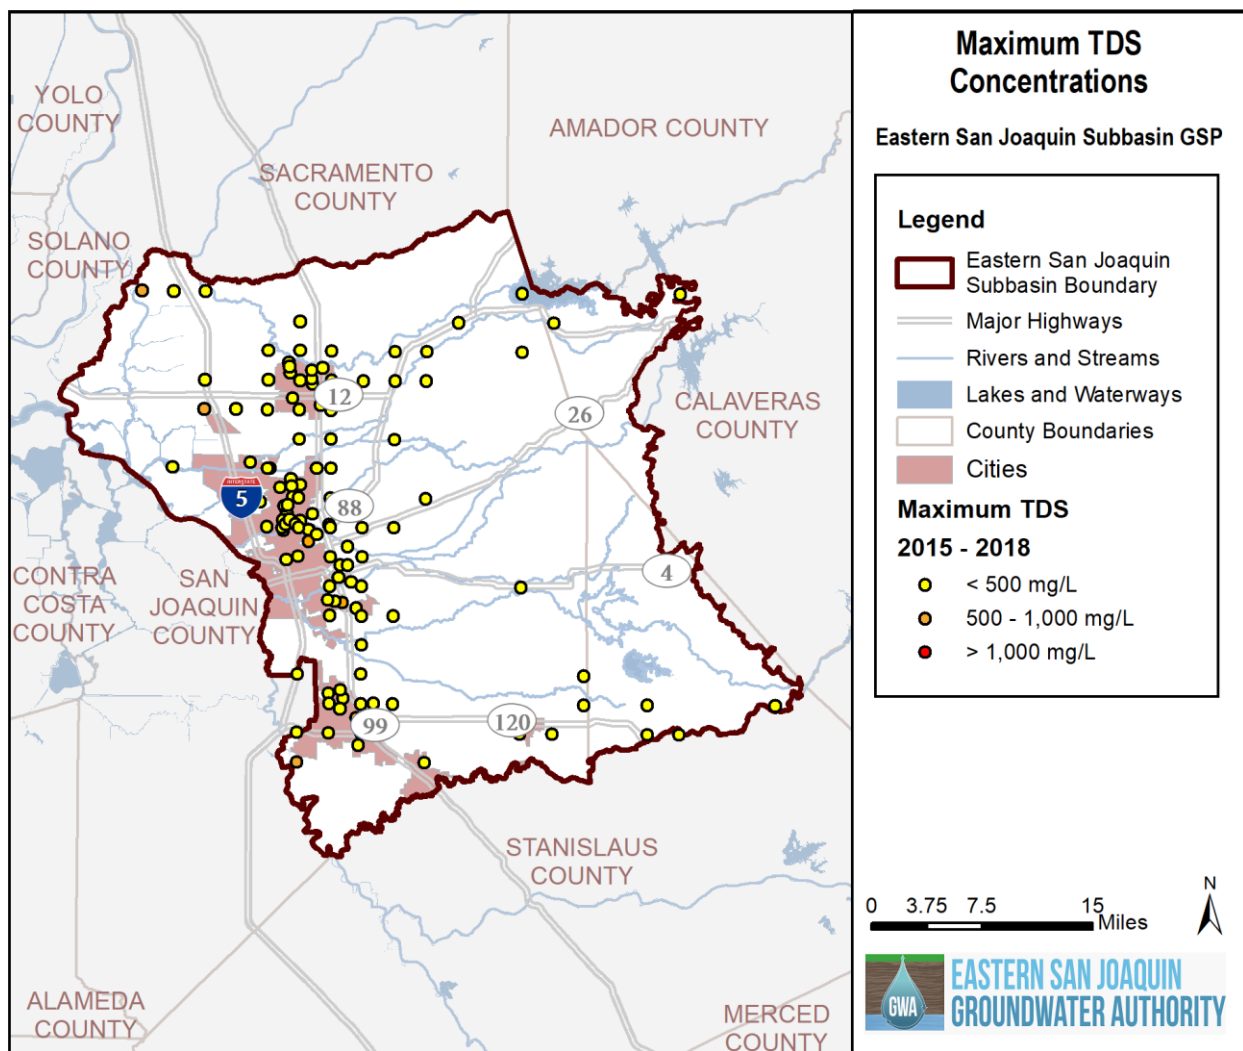 Maximum TDS
Concentrations
Eastern San Joaquin Subbasin GSP
Legend
Eastern San Joaquin
Subbasin Boundary
Major Highways
Rivers and Streams
Lakes and Waterways
County Boundaries
Cities
Maximum TDS
2015 - 2018
< 500 mg/L
500 - 1,000 mg/L
> 1,000 mg/L
0 3.75 7.5 15
Miles
N
GWA
EASTERN SAN JOAQUIN
GROUNDWATER AUTHORITY
YOLO
COUNTY
AMADOR COUNTY
SACRAMENTO
COUNTY
SOLANO
COUNTY
12
26
CALAVERAS
COUNTY
INTERSTATE
5
88
4
CONTRA
COSTA
COUNTY
SAN
JOAQUIN
COUNTY
99
120
STANISLAUS
COUNTY
ALAMEDA
COUNTY
MERCED
COUNTY